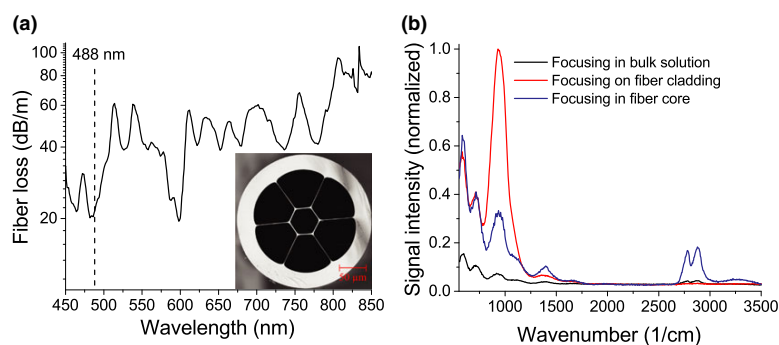 (a)
100
80
60
40
20
488 nm
Fiber loss (dB/m)
50 µm
450 500 550 600 650 700 750 800 850
Wavelength (nm)
(b)
1.0
0.8
0.6
0.4
0.2
0.0
Signal intensity (normalized)
Focusing in bulk solution
Focusing on fiber cladding
Focusing in fiber core
1000 1500 2000 2500 3000 3500
Wavenumber (1/cm)